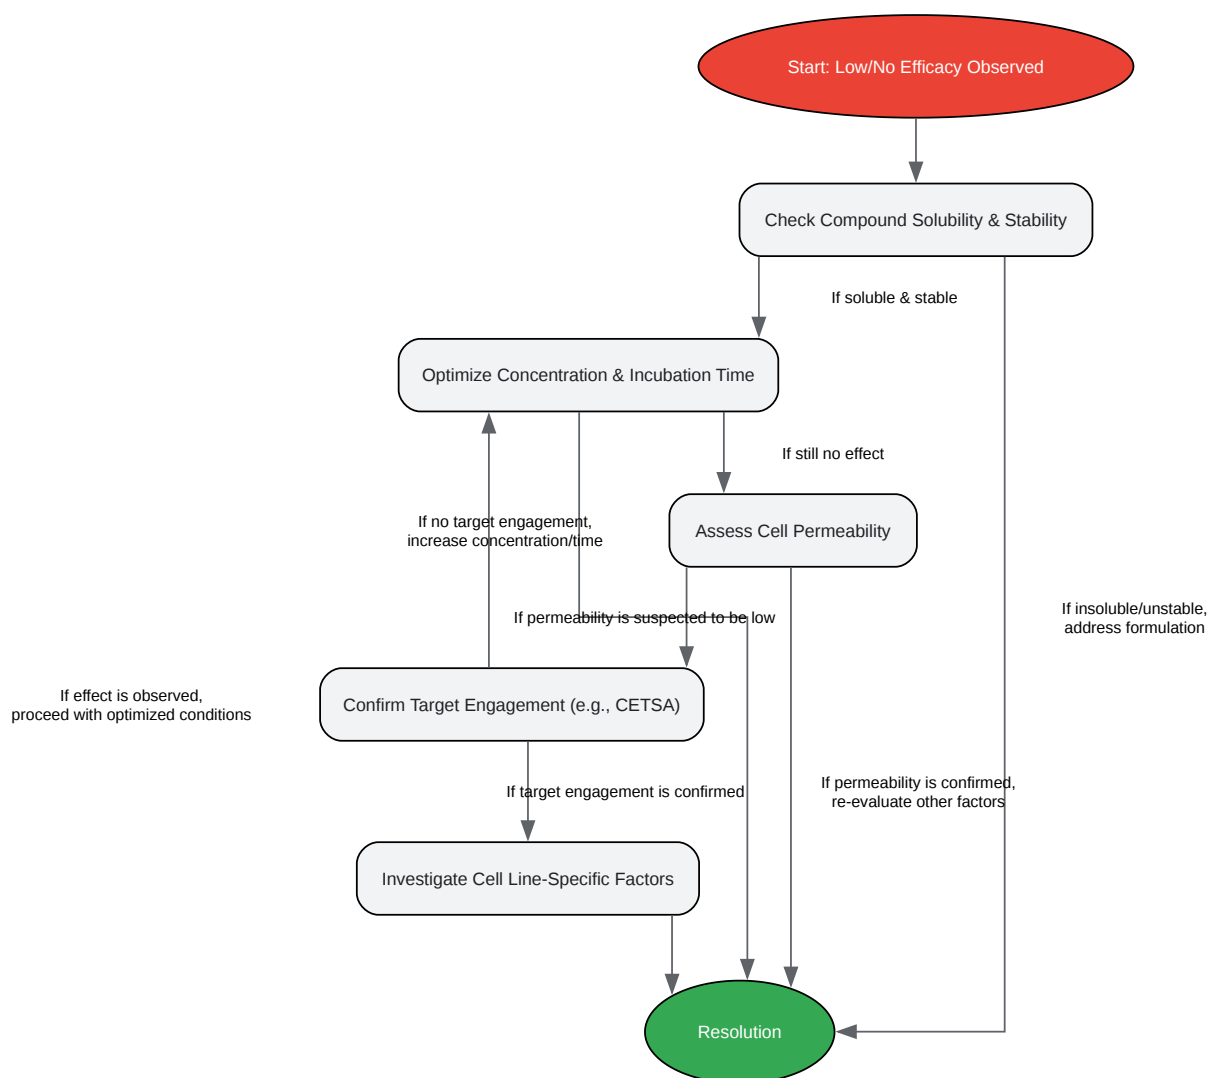 Start: Low/No Efficacy Observed
Check Compound Solubility & Stability
If soluble & stable
Optimize Concentration & Incubation Time
If still no effect
If no target engagement,
increase concentration/time
Assess Cell Permeability
If permeability is suspected to be low
If insoluble/unstable,
address formulation
If effect is observed,
proceed with optimized conditions
Confirm Target Engagement (e.g., CETSA)
If target engagement is confirmed
If permeability is confirmed,
re-evaluate other factors
Investigate Cell Line-Specific Factors
Resolution